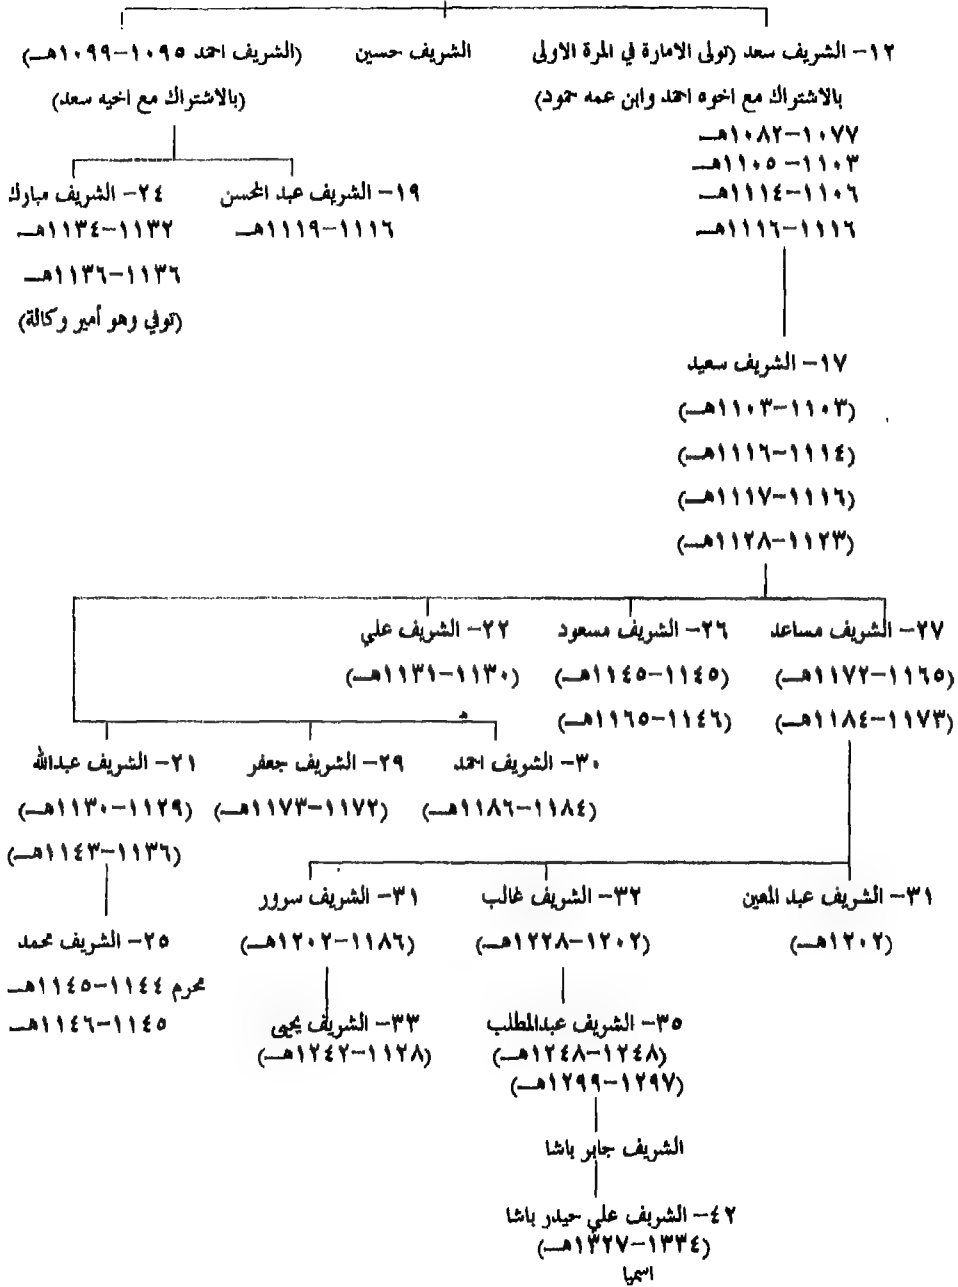 ١٢- الشريف سعد (تولى الامارة في المرة الاولى
بالاشتراك مع اخوه احمد وابن عمه حمود)
١٠٧٧-١٠٨٢هـ
١١٠٣-١١٠٥هـ
١١٠٦-١١١٤هـ
١١١٦-١١١٦هـ
الشريف حسين
(الشريف احمد ١٠٩٥-١٠٩٩هـ)
(بالاشتراك مع اخيه سعد)
١٩- الشريف عبد المحسن
١١١٦-١١١٩هـ
٢٤- الشريف مبارك
١١٣٢-١١٣٤هـ
١١٣٦-١١٣٦هـ
(توفي وهو أمير وكالة)
١٧- الشريف سعيد
(١١٠٣-١١٠٣هـ)
(١١١٤-١١١٦هـ)
(١١١٦-١١١٧هـ)
(١١٢٣-١١٢٨هـ)
٢٧- الشريف مساعد
(١١٦٥-١١٧٢هـ)
(١١٧٣-١١٨٤هـ)
٢٦- الشريف مسعود
(١١٤٥-١١٤٥هـ)
(١١٤٦-١١٦٥هـ)
٢٢- الشريف علي
(١١٣٠-١١٣١هـ)
٣٠- الشريف احمد
(١١٨٤-١١٨٦هـ)
٢٩- الشريف جعفر
(١١٧٢-١١٧٣هـ)
٢١- الشريف عبدالله
(١١٢٩-١١٣٠هـ)
(١١٣٦-١١٤٣هـ)
٢٥- الشريف محمد
محرم ١١٤٤-١١٤٥هـ
١١٤٥-١١٤٦هـ
٣١- الشريف عبد المعين
(١٢٠٢هـ)
٣٢- الشريف غالب
(١٢٠٢-١٢٢٨هـ)
٣١- الشريف سرور
(١١٨٦-١٢٠٢هـ)
٣٥- الشريف عبدالمطلب
(١٢٤٨-١٢٤٨هـ)
(١٢٩٧-١٢٩٩هـ)
٣٣- الشريف يحيى
(١١٢٨-١٢٤٢هـ)
الشريف جابر باشا
٤٢- الشريف علي حيدر باشا
(١٣٣٤-١٣٢٧هـ)
اسميا